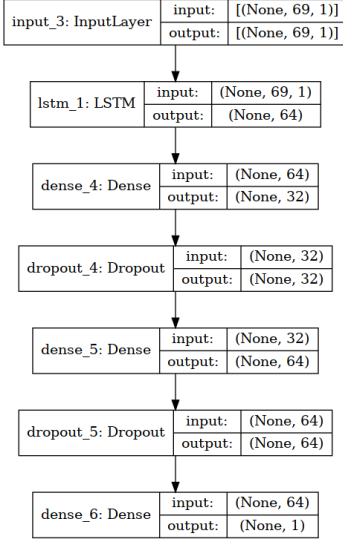 input_3: InputLayer input: [(None, 69, 1)]
output: [(None, 69, 1)]
lstm_1: LSTM input: (None, 69, 1)
output: (None, 64)
dense_4: Dense input: (None, 64)
output: (None, 32)
dropout_4: Dropout input: (None, 32)
output: (None, 32)
dense_5: Dense input: (None, 32)
output: (None, 64)
dropout_5: Dropout input: (None, 64)
output: (None, 64)
dense_6: Dense input: (None, 64)
output: (None, 1)